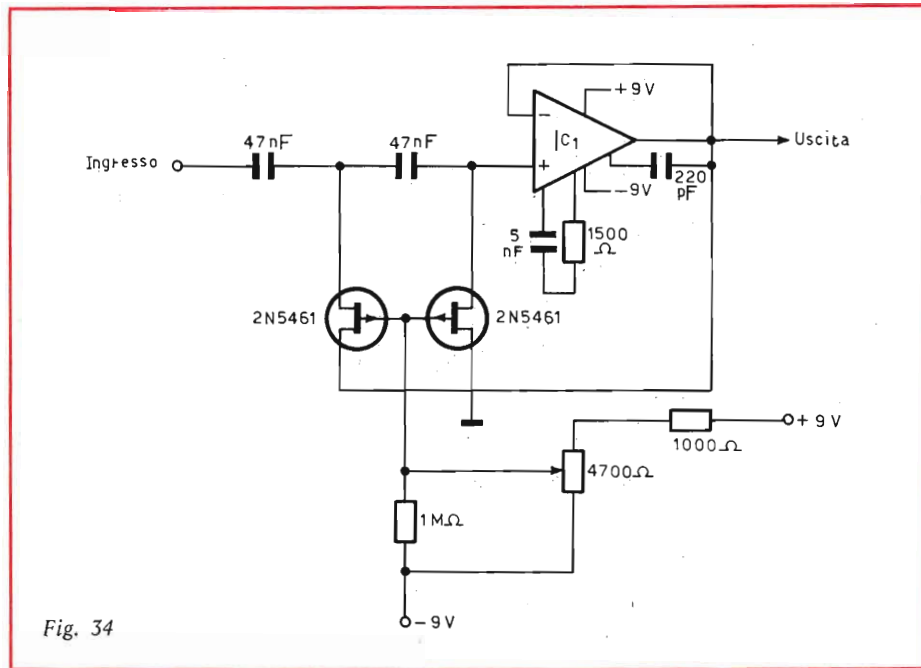 +9V
47nF
47nF
Ingresso
−
+
IC1
Uscita
−9V
220
pF
5
nF
1500
Ω
2N5461
2N5461
+9V
1000Ω
4700Ω
1MΩ
−9V
Fig. 34